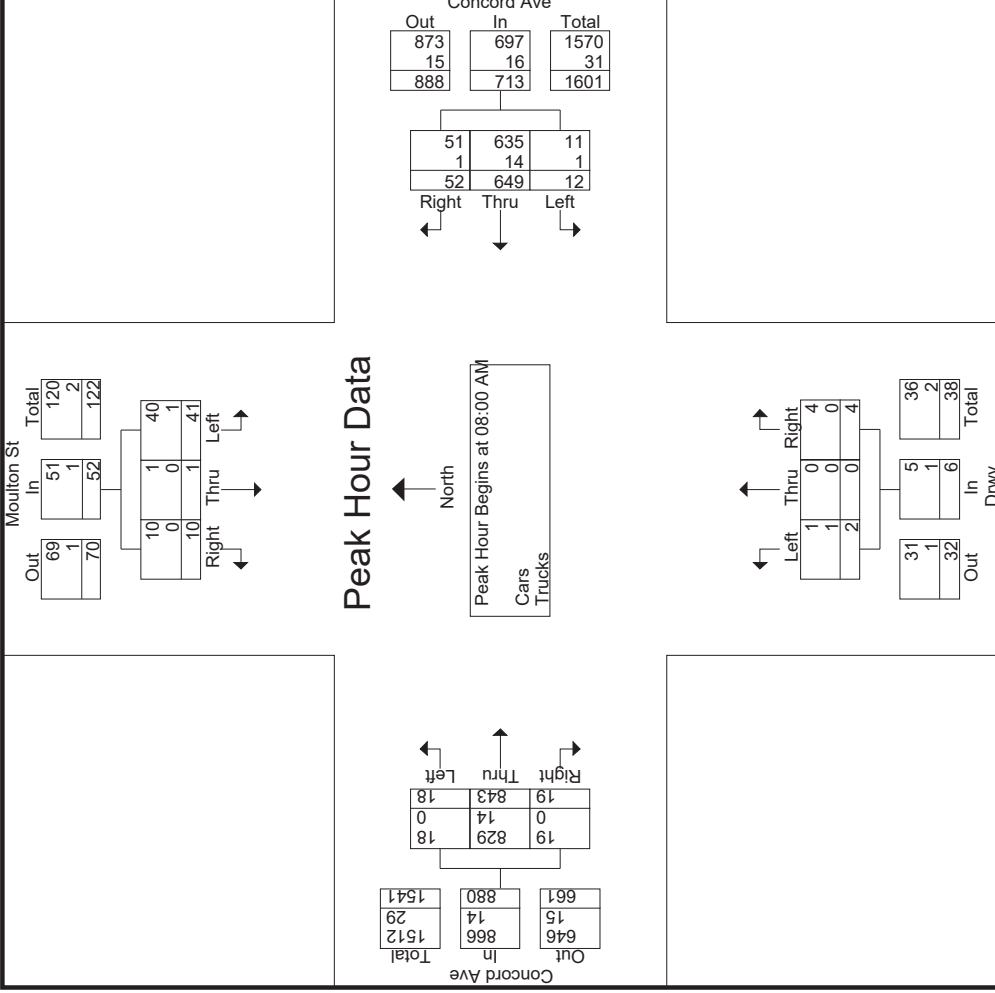 Concord Ave
Out In Total
873 697 1570
15 16 31
888 713 1601
51 635 11
1 14 1
52 649 12
Right Thru Left
Moulton St
Out In Total
69 51 120
1 1 2
70 52 122
10 1 40
0 0 1
10 1 41
Right Thru Left
Peak Hour Data
North
Peak Hour Begins at 08:00 AM
Cars
Trucks
Left Thru Right
1 0 4
1 0 0
2 0 4
31 5 36
1 1 2
32 6 38
Out In Total
Drwy
Left Thru Right
18 843 19
0 14 0
18 829 19
1541 880 661
29 14 15
1512 866 646
Total In Out
Concord Ave